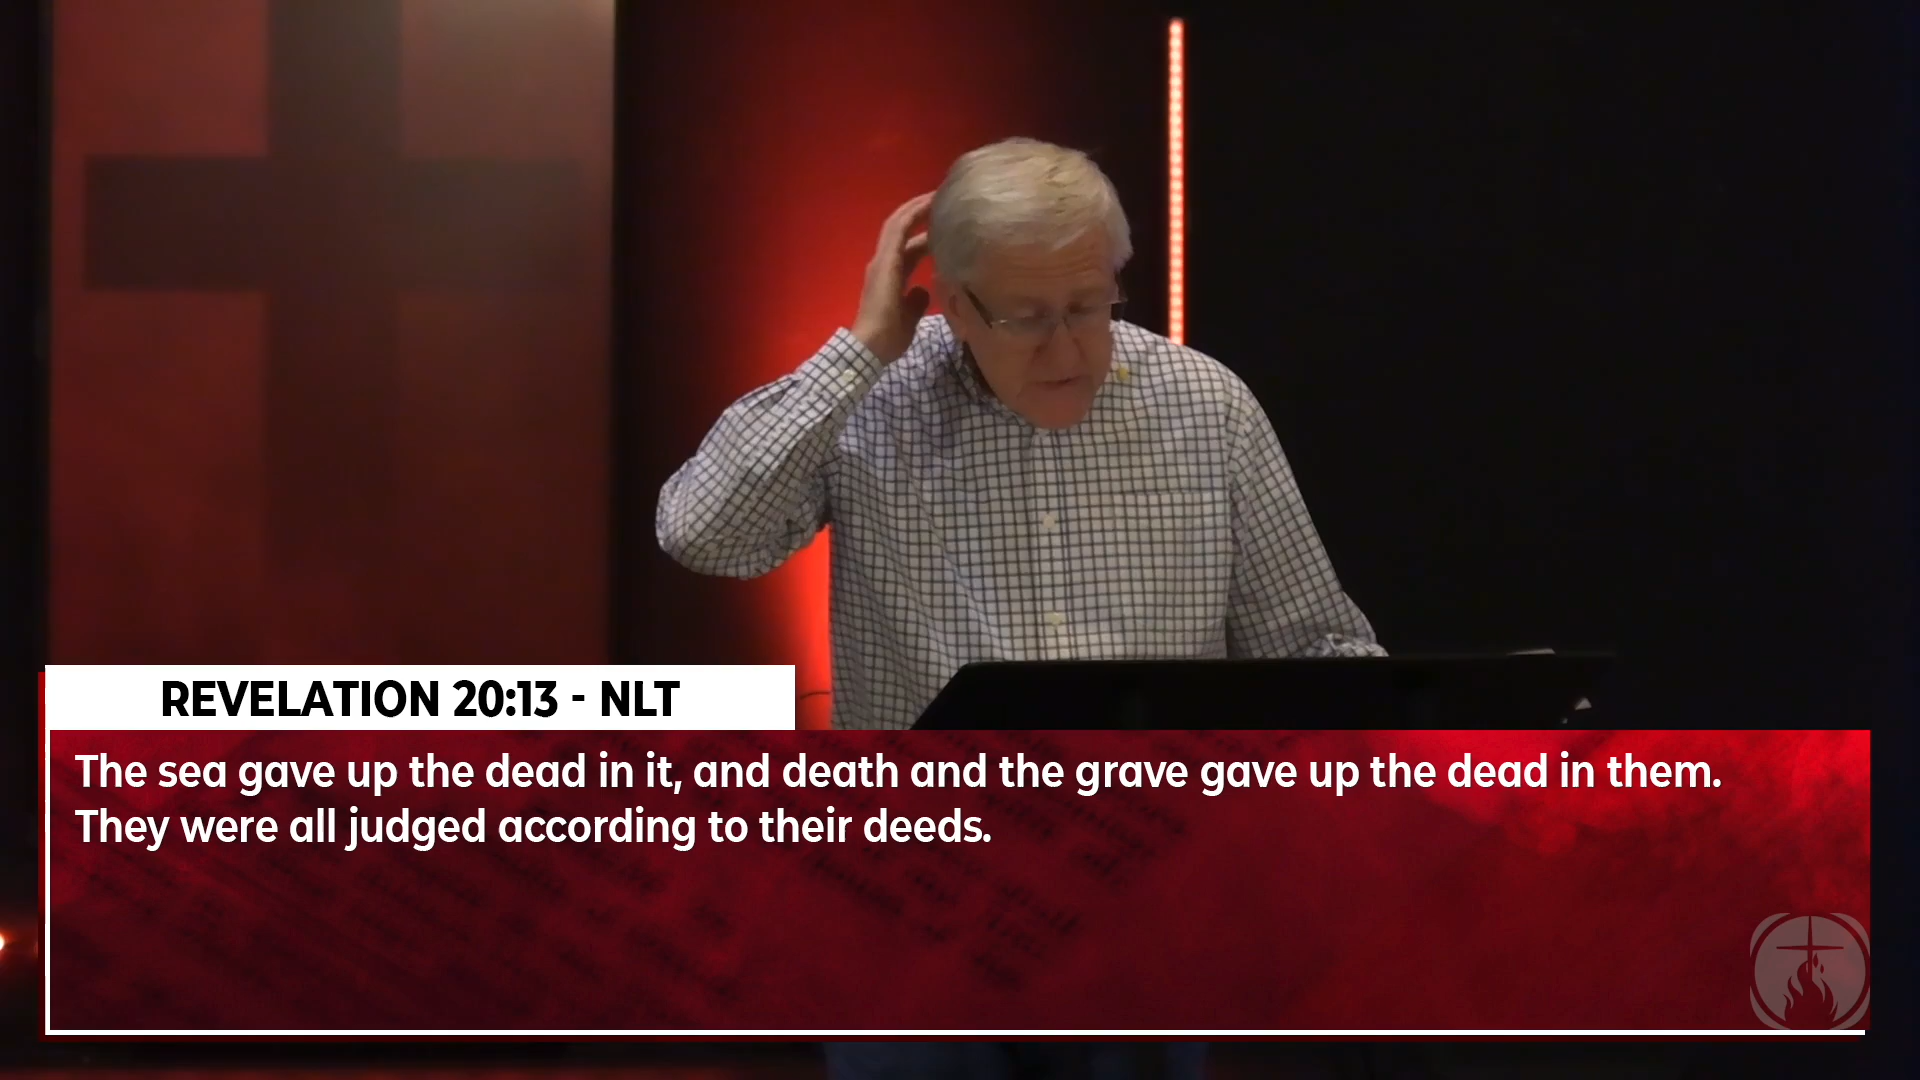 REVELATION 20:13 - NLT
The sea gave up the dead in it, and death and the grave gave up the dead in them.
They were all judged according to their deeds.